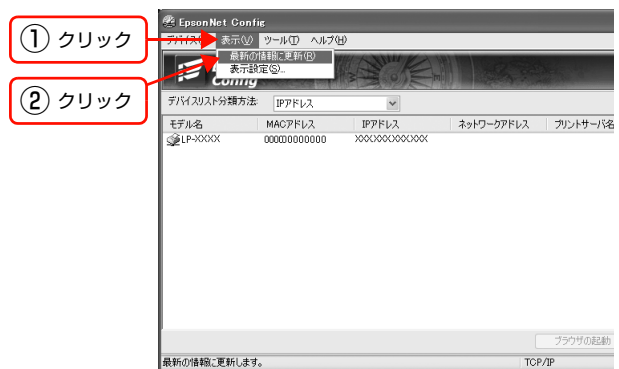 ① クリック
② クリック
EpsonNet Config
表示(V) ツール(T) ヘルプ(H)
最新の情報に更新(R)
表示設定(S)...
Config
デバイスリスト分類方法: IPアドレス
モデル名 MACアドレス IPアドレス ネットワークアドレス プリントサーバ名
LP-XXXX 000000000000 XXX.XXX.XXX.XXX
ブラウザの起動
最新の情報に更新します。 TCP/IP